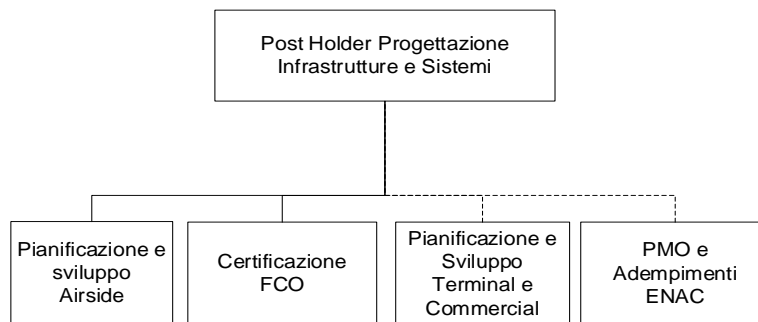 Post Holder Progettazione
Infrastrutture e Sistemi
Pianificazione e
sviluppo
Airside
Certificazione
FCO
Pianificazione e
Sviluppo
Terminal e
Commercial
PMO e
Adempimenti
ENAC